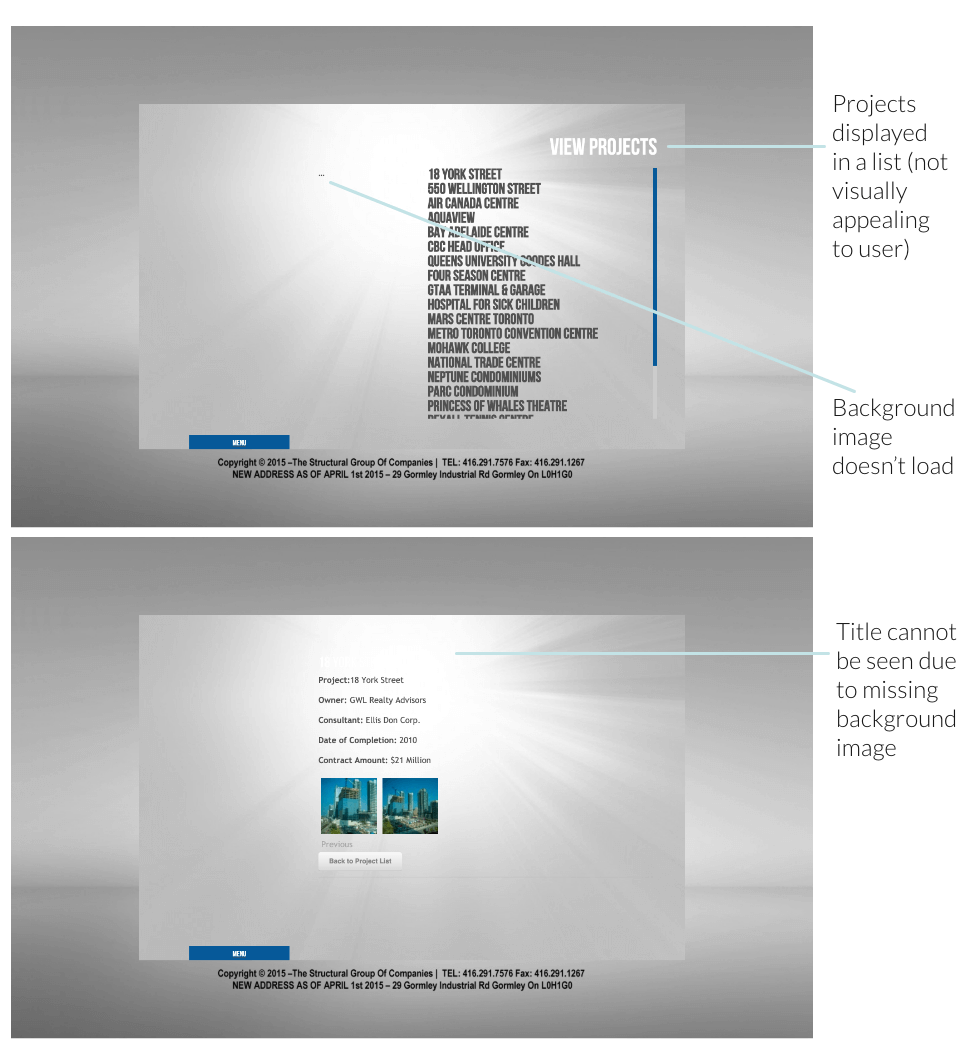 VIEW PROJECTS
Projects
displayed
in a list (not
visually
appealing
to user)
...
18 YORK STREET
550 WELLINGTON STREET
AIR CANADA CENTRE
AQUAVIEW
BAY ADELAIDE CENTRE
CBC HEAD OFFICE
QUEENS UNIVERSITY GOODES HALL
FOUR SEASON CENTRE
GTAA TERMINAL & GARAGE
HOSPITAL FOR SICK CHILDREN
MARS CENTRE TORONTO
METRO TORONTO CONVENTION CENTRE
MOHAWK COLLEGE
NATIONAL TRADE CENTRE
NEPTUNE CONDOMINIUMS
PARC CONDOMINIUM
PRINCESS OF WHALES THEATRE
REXALL TENNIS CENTRE
Background
image
doesn't load
MENU
Copyright © 2015 –The Structural Group Of Companies | TEL: 416.291.7576 Fax: 416.291.1267
NEW ADDRESS AS OF APRIL 1st 2015 – 29 Gormley Industrial Rd Gormley On L0H1G0
Title cannot
be seen due
to missing
background
image
Project:18 York Street
Owner: GWL Realty Advisors
Consultant: Ellis Don Corp.
Date of Completion: 2010
Contract Amount: $21 Million
Previous
Back to Project List
MENU
Copyright © 2015 –The Structural Group Of Companies | TEL: 416.291.7576 Fax: 416.291.1267
NEW ADDRESS AS OF APRIL 1st 2015 – 29 Gormley Industrial Rd Gormley On L0H1G0